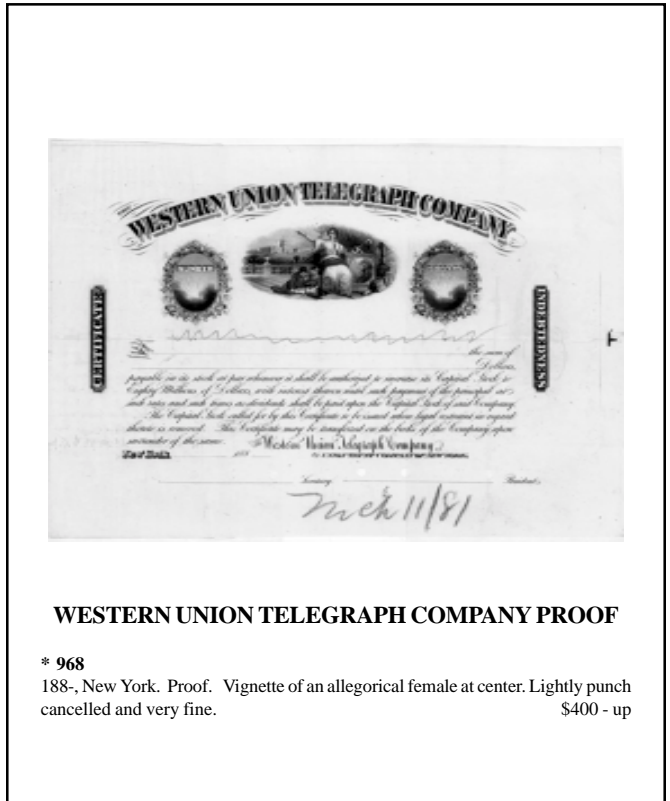 WESTERN UNION TELEGRAPH COMPANY
CERTIFICATE
INDEBTEDNESS
the sum of
Dollars,
payable in its stock at par whenever it shall be authorized to increase its Capital Stock to
Eighty Millions of Dollars, with interest thereon until such payment of the principal at
such rates and such times as dividends shall be paid upon the Capital Stock of said Company.
The Capital Stock called for by this Certificate to be issued when legal restraint in regard
thereto is removed. This Certificate may be transferred on the books of the Company upon
surrender of the same.
Western Union Telegraph Company
New York 188
Secretary President
Mch 11/81
WESTERN UNION TELEGRAPH COMPANY PROOF
* 968
188-, New York. Proof. Vignette of an allegorical female at center. Lightly punch
cancelled and very fine. $400 - up